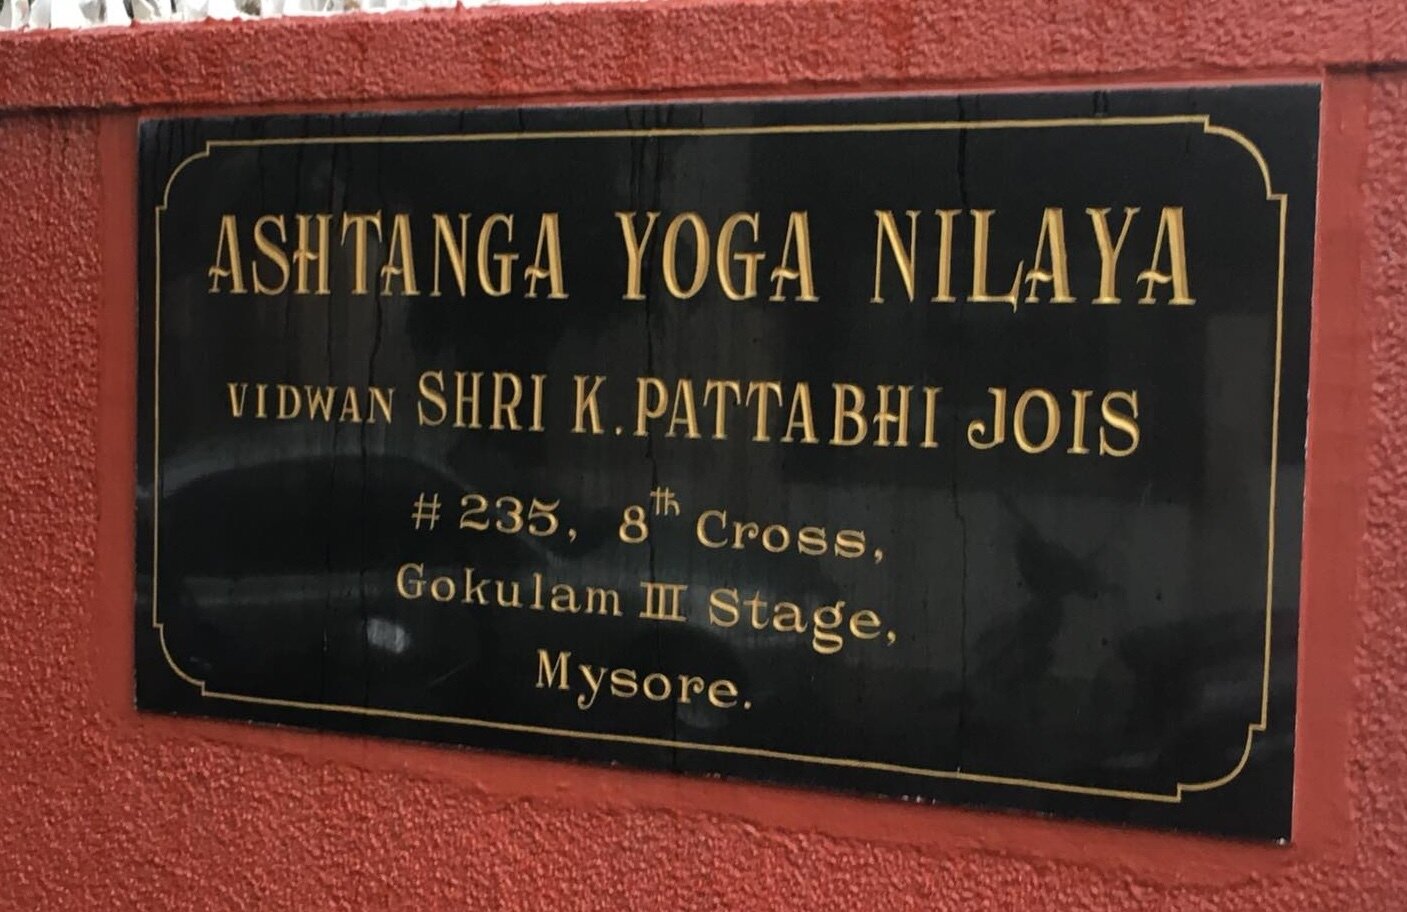 ASHTANGA YOGA NILAYA
VIDWAN SHRI K. PATTABHI JOIS
# 235, 8th Cross,
Gokulam III Stage,
Mysore.